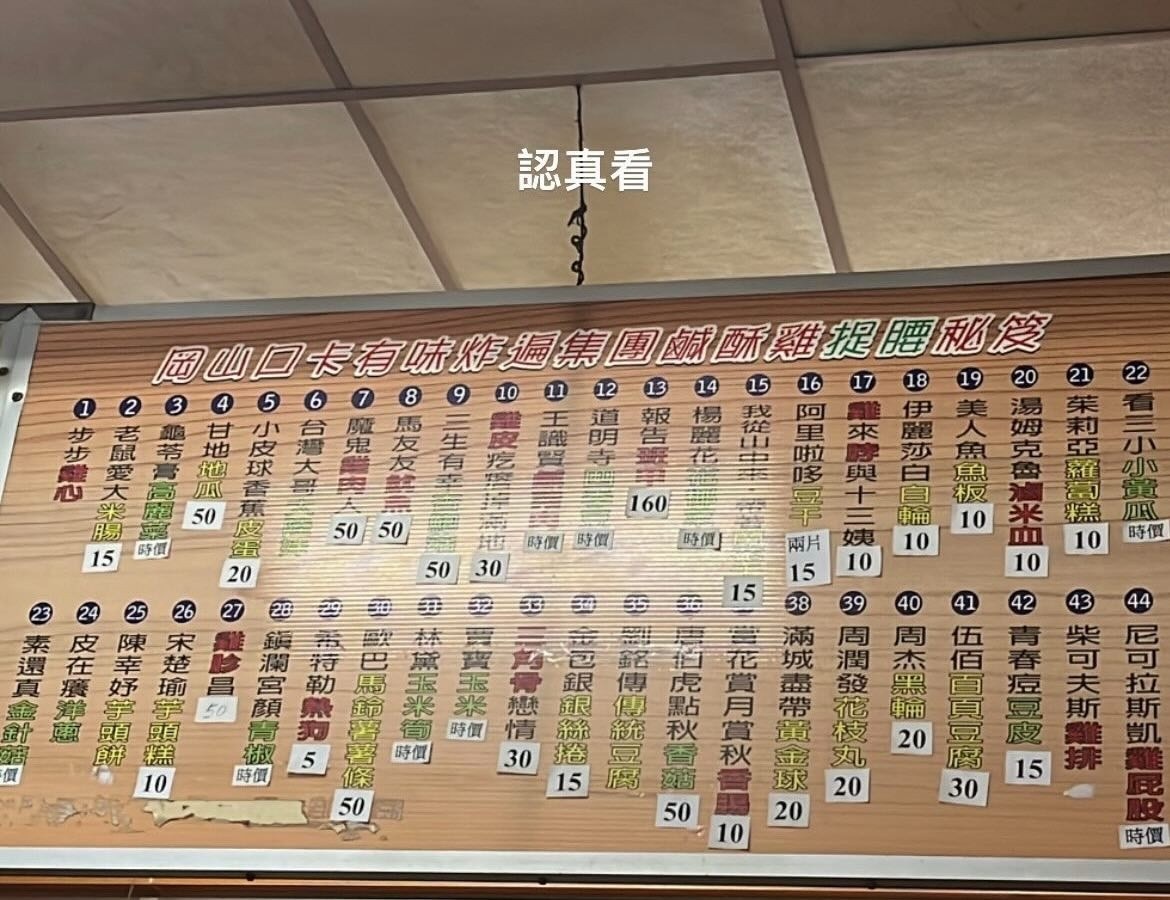 認真看
岡山口卡有味炸遍集團鹹酥雞捉腰秘笈
1 步步雞心
2 老鼠愛大米腸 15
3 龜苓膏高麗菜 時價
4 甘地地瓜 50
5 小皮球香蕉皮蛋 20
6 台灣大哥
7 魔鬼雞肉人 50
8 馬友友魷魚 50
9 三生有幸 50
10 雞皮疙瘩掉滿地 30
11 王識賢 時價
12 道明寺 時價
13 報告班甲 160
14 楊麗花 時價
15 我從山中來 15
16 阿里啦哆豆干 兩片 15
17 雞來脖與十三姨 10
18 伊麗莎白白輪 10
19 美人魚魚板 10
20 湯姆克魯滷米血 10
21 茱莉亞蘿蔔糕 10
22 看三小小黃瓜 時價
23 素還真金針菇 時價
24 皮在癢洋蔥
25 陳幸妤芋頭餅
26 宋楚瑜芋頭糕 10
27 雞胗昌 50
28 鎮瀾宮顏青椒 時價
29 希特勒熱狗 5
30 歐巴馬鈴薯薯條 50
31 林黛玉米筍 時價
32 賈寶玉米 時價
33 三角骨戀情 30
34 金包銀銀絲捲 15
35 劉銘傳傳統豆腐
36 唐伯虎點秋香菇 50
賞花賞月賞秋香腸 10
38 滿城盡帶黃金球 20
39 周潤發花枝丸 20
40 周杰黑輪 20
41 伍佰百頁豆腐 30
42 青春痘豆皮 15
43 柴可夫斯雞排
44 尼可拉斯凱雞屁股 時價